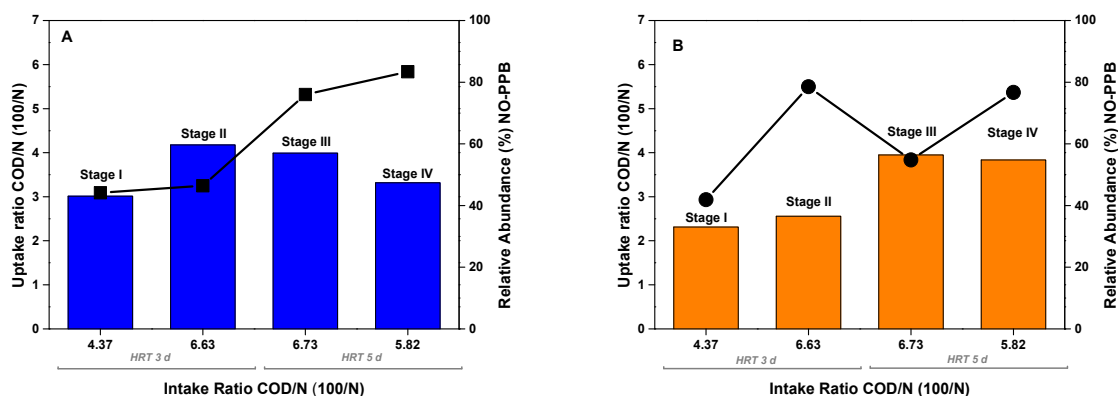 A
7
6
5
4
3
2
1
0
Uptake ratio COD/N (100/N)
100
80
60
40
20
0
Relative Abundance (%) NO-PPB
Stage I
Stage II
Stage III
Stage IV
4.37
6.63
6.73
5.82
HRT 3 d
HRT 5 d
Intake Ratio COD/N (100/N)
B
7
6
5
4
3
2
1
0
Uptake ratio COD/N (100/N)
100
80
60
40
20
0
Relative Abundance (%) NO-PPB
Stage I
Stage II
Stage III
Stage IV
4.37
6.63
6.73
5.82
HRT 3 d
HRT 5 d
Intake Ratio COD/N (100/N)